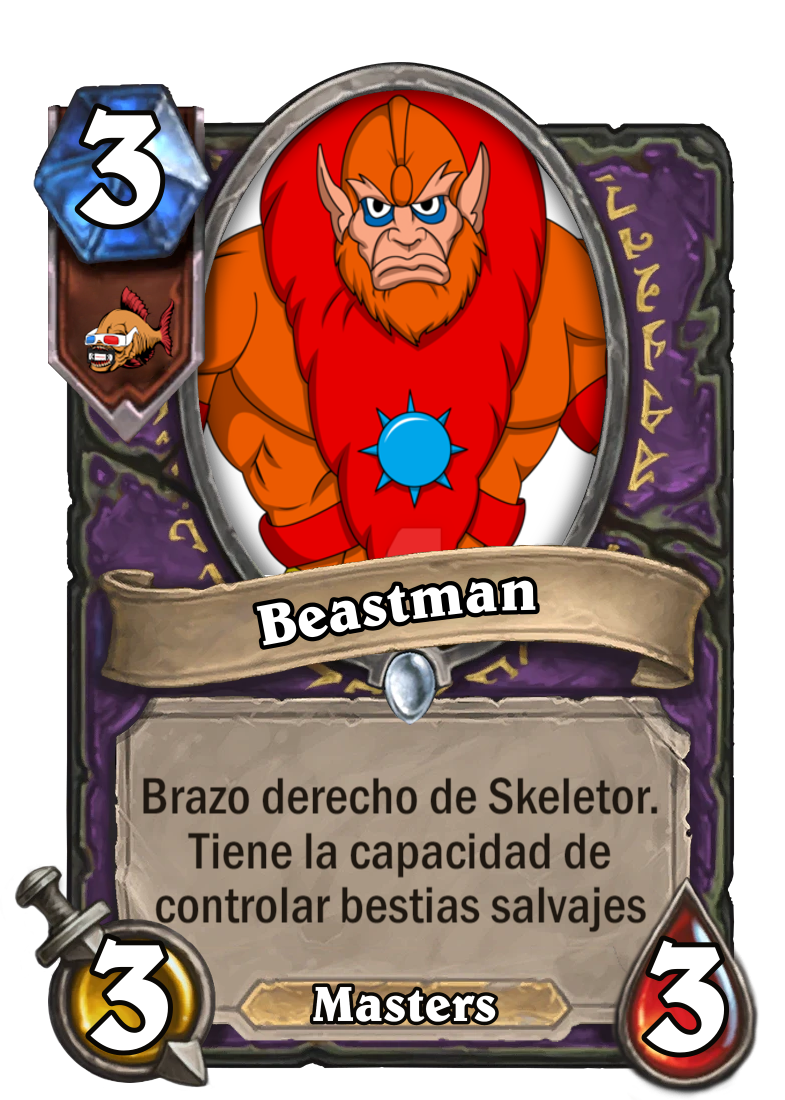 3
Beastman
Brazo derecho de Skeletor.
Tiene la capacidad de
controlar bestias salvajes
3
Masters
3